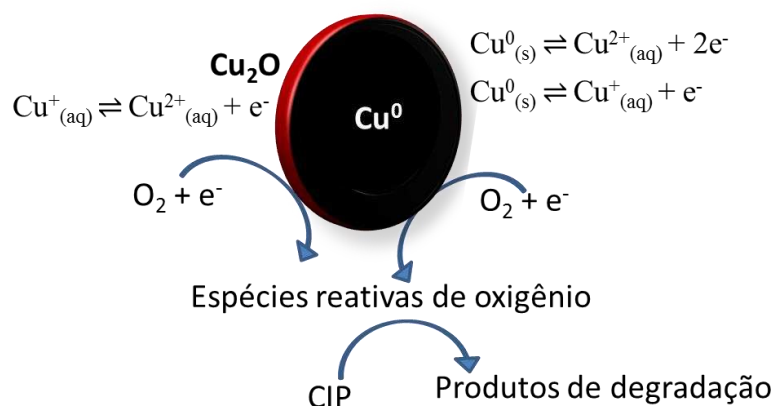 Cu⁰(s) ⇌ Cu²⁺(aq) + 2e⁻
Cu₂O
Cu⁰(s) ⇌ Cu⁺(aq) + e⁻
Cu⁺(aq) ⇌ Cu²⁺(aq) + e⁻
Cu⁰
O₂ + e⁻
O₂ + e⁻
Espécies reativas de oxigênio
CIP
Produtos de degradação